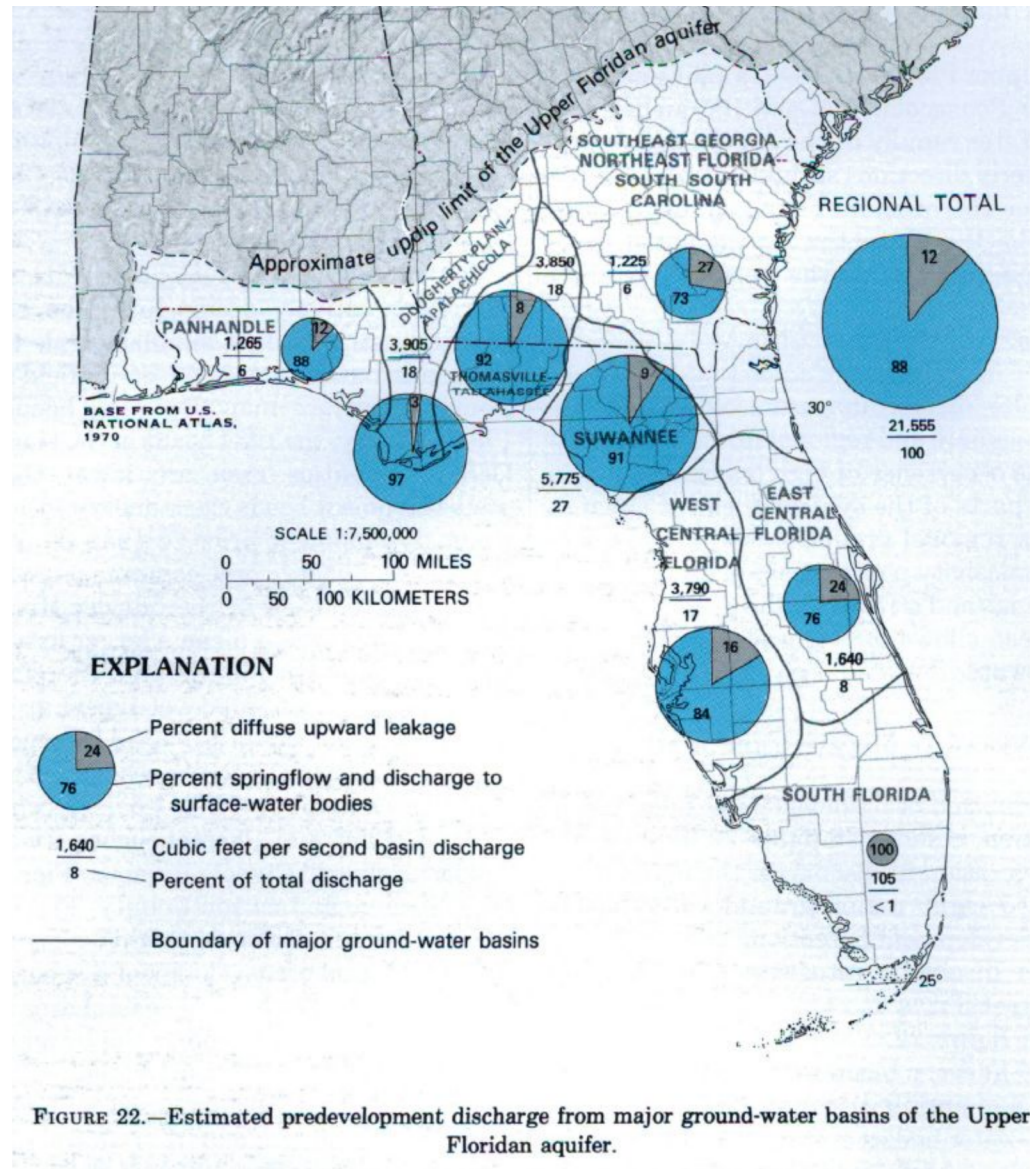 Approximate updip limit of the Upper Floridan aquifer
SOUTHEAST GEORGIA
NORTHEAST FLORIDA-
SOUTH SOUTH
CAROLINA
REGIONAL TOTAL
12
88
21,555
100
DOUGHERTY PLAIN-
APALACHICOLA
3,850
18
1,225
6
27
73
PANHANDLE
1,265
6
12
88
3,905
18
8
92
THOMASVILLE-
TALLAHASSEE
BASE FROM U.S.
NATIONAL ATLAS,
1970
3
97
9
SUWANNEE
91
30°
5,775
27
SCALE 1:7,500,000
0 50 100 MILES
0 50 100 KILOMETERS
WEST
CENTRAL
FLORIDA
3,790
17
EAST
CENTRAL
FLORIDA
24
76
1,640
8
16
84
SOUTH FLORIDA
100
105
<1
25°
EXPLANATION
24
76
Percent diffuse upward leakage
Percent springflow and discharge to
surface-water bodies
1,640
8
Cubic feet per second basin discharge
Percent of total discharge
Boundary of major ground-water basins
FIGURE 22.—Estimated predevelopment discharge from major ground-water basins of the Upper
Floridan aquifer.